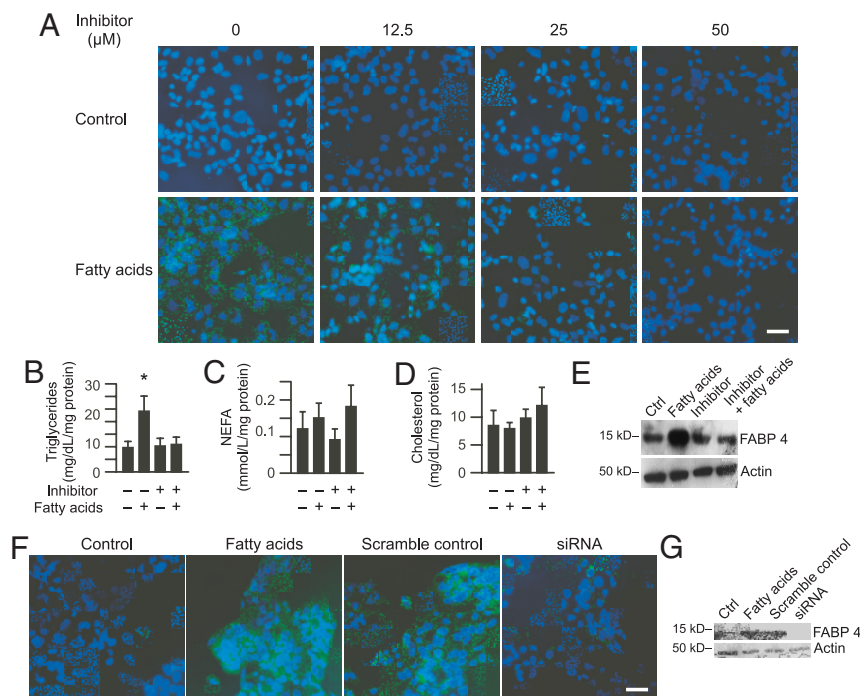 A
Inhibitor
(µM)
0
12.5
25
50
Control
Fatty acids
B
Triglycerides
(mg/dL/mg protein)
30
20
10
0
*
C
NEFA
(mmol/L/mg protein)
0.2
0.1
0
D
Cholesterol
(mg/dL/mg protein)
15
10
5
0
Inhibitor − − + +
Fatty acids − + − +
− − + +
− + − +
− − + +
− + − +
E
Ctrl
Fatty acids
Inhibitor
Inhibitor
+ fatty acids
15 kD
FABP 4
50 kD
Actin
F
Control
Fatty acids
Scramble control
siRNA
G
Ctrl
Fatty acids
Scramble control
siRNA
15 kD
FABP 4
50 kD
Actin